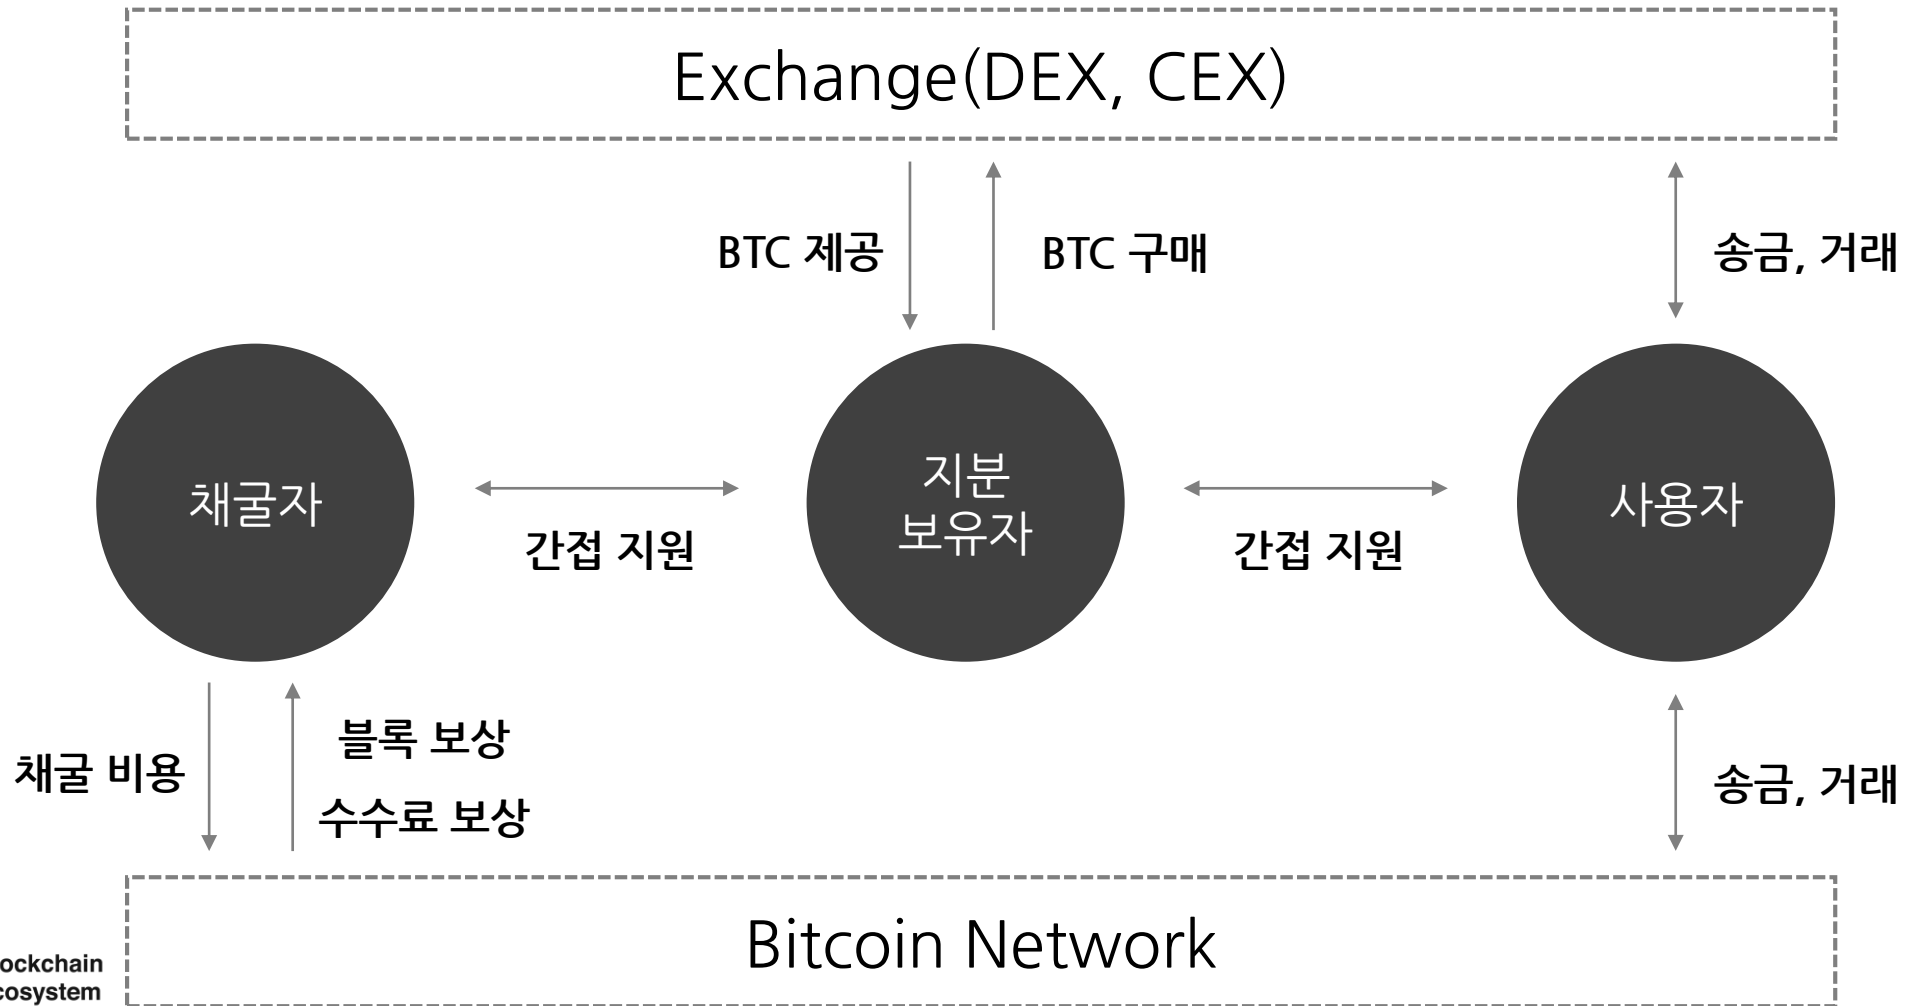 Exchange(DEX, CEX)
BTC 제공
BTC 구매
송금, 거래
채굴자
간접 지원
지분
보유자
간접 지원
사용자
채굴 비용
블록 보상
수수료 보상
송금, 거래
Bitcoin Network
ockchain
cosystem